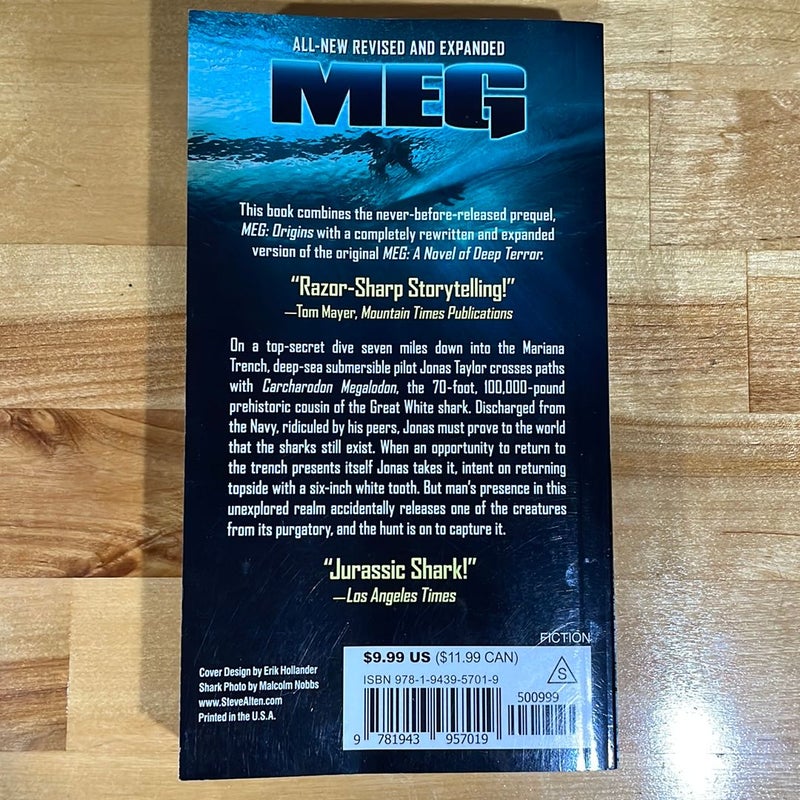 ALL-NEW REVISED AND EXPANDED
MEG
This book combines the never-before-released prequel,
MEG: Origins with a completely rewritten and expanded
version of the original MEG: A Novel of Deep Terror.
“Razor-Sharp Storytelling!”
—Tom Mayer, Mountain Times Publications
On a top-secret dive seven miles down into the Mariana
Trench, deep-sea submersible pilot Jonas Taylor crosses paths
with Carcharodon Megalodon, the 70-foot, 100,000-pound
prehistoric cousin of the Great White shark. Discharged from
the Navy, ridiculed by his peers, Jonas must prove to the world
that the sharks still exist. When an opportunity to return to
the trench presents itself Jonas takes it, intent on returning
topside with a six-inch white tooth. But man's presence in this
unexplored realm accidentally releases one of the creatures
from its purgatory, and the hunt is on to capture it.
“Jurassic Shark!”
—Los Angeles Times
FICTION
Cover Design by Erik Hollander
Shark Photo by Malcolm Nobbs
www.SteveAlten.com
Printed in the U.S.A.
$9.99 US ($11.99 CAN)
ISBN 978-1-9439-5701-9
S
500999
9 781943 957019